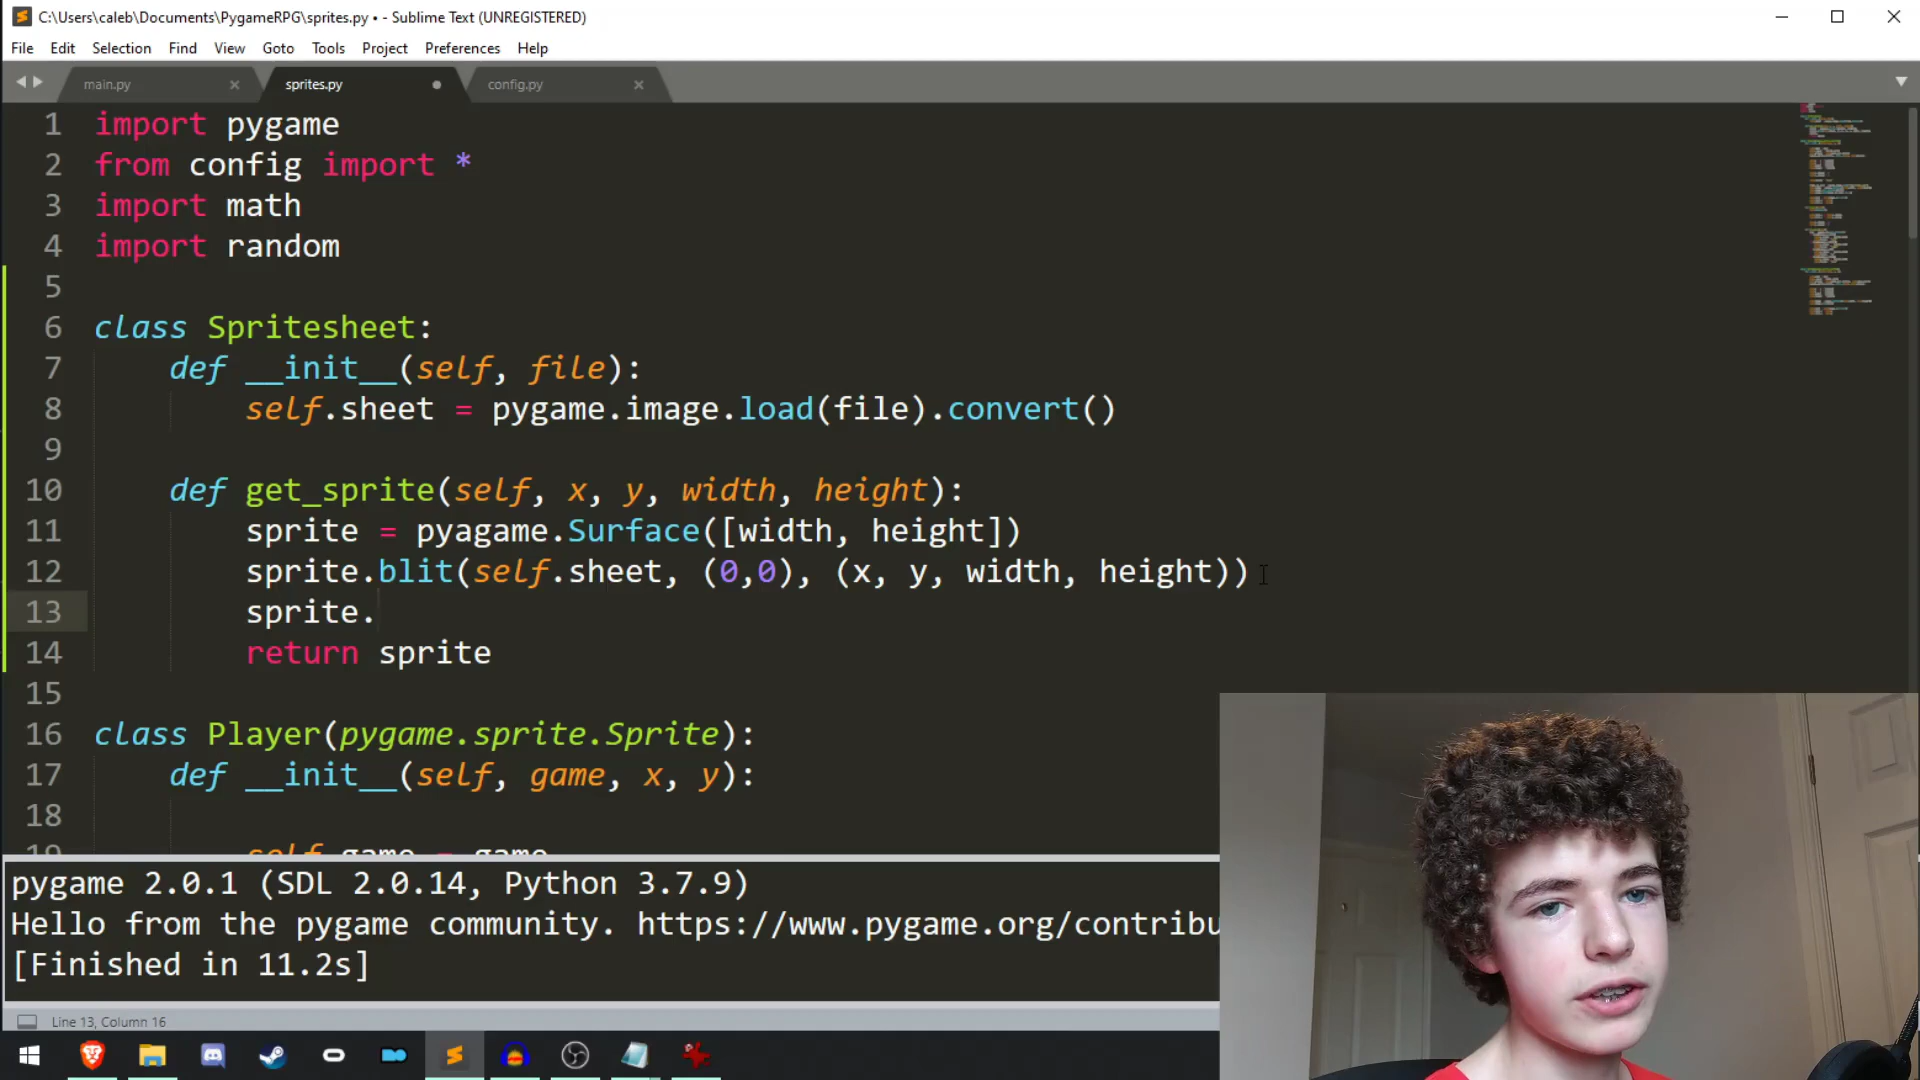 C:\Users\caleb\Documents\PygameRPG\sprites.py • - Sublime Text (UNREGISTERED)
File Edit Selection Find View Goto Tools Project Preferences Help
main.py sprites.py config.py
1 import pygame
2 from config import *
3 import math
4 import random
5
6 class Spritesheet:
7 def __init__(self, file):
8 self.sheet = pygame.image.load(file).convert()
9
10 def get_sprite(self, x, y, width, height):
11 sprite = pyagame.Surface([width, height])
12 sprite.blit(self.sheet, (0,0), (x, y, width, height))
13 sprite.
14 return sprite
15
16 class Player(pygame.sprite.Sprite):
17 def __init__(self, game, x, y):
18
19 self.game = game
pygame 2.0.1 (SDL 2.0.14, Python 3.7.9)
Hello from the pygame community. https://www.pygame.org/contribu
[Finished in 11.2s]
Line 13, Column 16